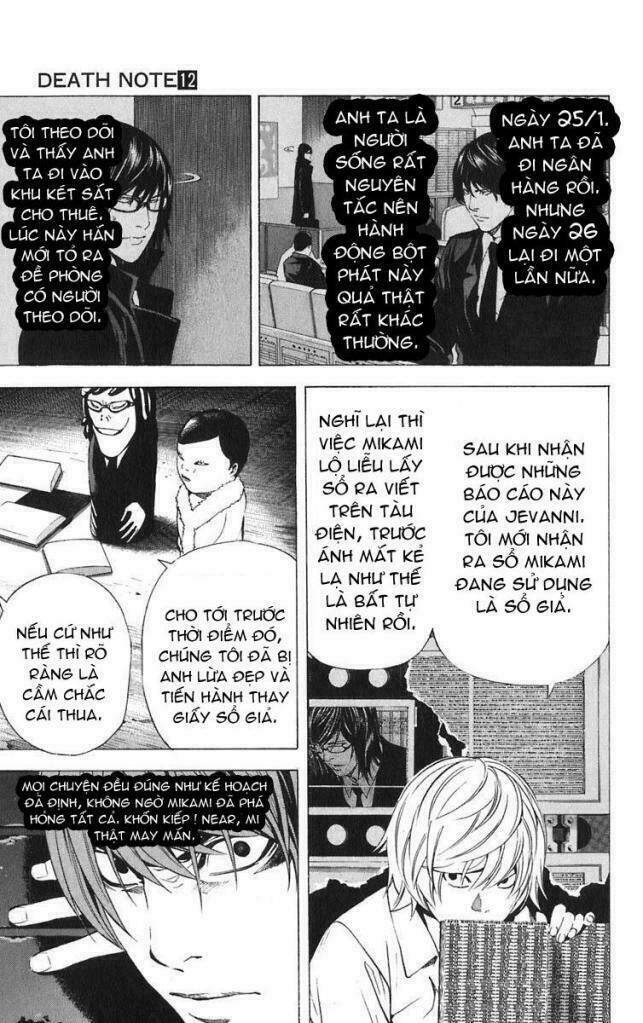 DEATH NOTE 12
NGÀY 25/1.
ANH TA ĐÃ
ĐI NGÂN
HÀNG RỒI.
NHƯNG
NGÀY 26
LẠI ĐI MỘT
LẦN NỮA.
ANH TA LÀ
NGƯỜI
SỐNG RẤT
NGUYÊN
TẮC NÊN
HÀNH
ĐỘNG BỘT
PHÁT NÀY
QUẢ THẬT
RẤT KHÁC
THƯỜNG.
TÔI THEO DÕI
VÀ THẤY ANH
TA ĐI VÀO
KHU KÉT SẮT
CHO THUÊ.
LÚC NÀY HẮN
MỚI TỎ RA
ĐỀ PHÒNG
CÓ NGƯỜI
THEO DÕI.
SAU KHI NHẬN
ĐƯỢC NHỮNG
BÁO CÁO NÀY
CỦA JEVANNI.
TÔI MỚI NHẬN
RA SỔ MIKAMI
ĐANG SỬ DỤNG
LÀ SỔ GIẢ.
NGHĨ LẠI THÌ
VIỆC MIKAMI
LỘ LIỄU LẤY
SỔ RA VIẾT
TRÊN TÀU
ĐIỆN, TRƯỚC
ÁNH MẮT KẺ
LẠ NHƯ THẾ
LÀ BẤT TỰ
NHIÊN RỒI.
CHO TỚI TRƯỚC
THỜI ĐIỂM ĐÓ,
CHÚNG TÔI ĐÃ BỊ
ANH LỪA ĐẸP VÀ
TIẾN HÀNH THAY
GIẤY SỔ GIẢ.
NẾU CỨ NHƯ
THẾ THÌ RÕ
RÀNG LÀ
CẦM CHẮC
CÁI THUA.
MỌI CHUYỆN ĐỀU ĐÚNG NHƯ KẾ HOẠCH
ĐÃ ĐỊNH, KHÔNG NGỜ MIKAMI ĐÃ PHÁ
HỎNG TẤT CẢ. KHỐN KIẾP! NEAR, MI
THẬT MAY MẮN.